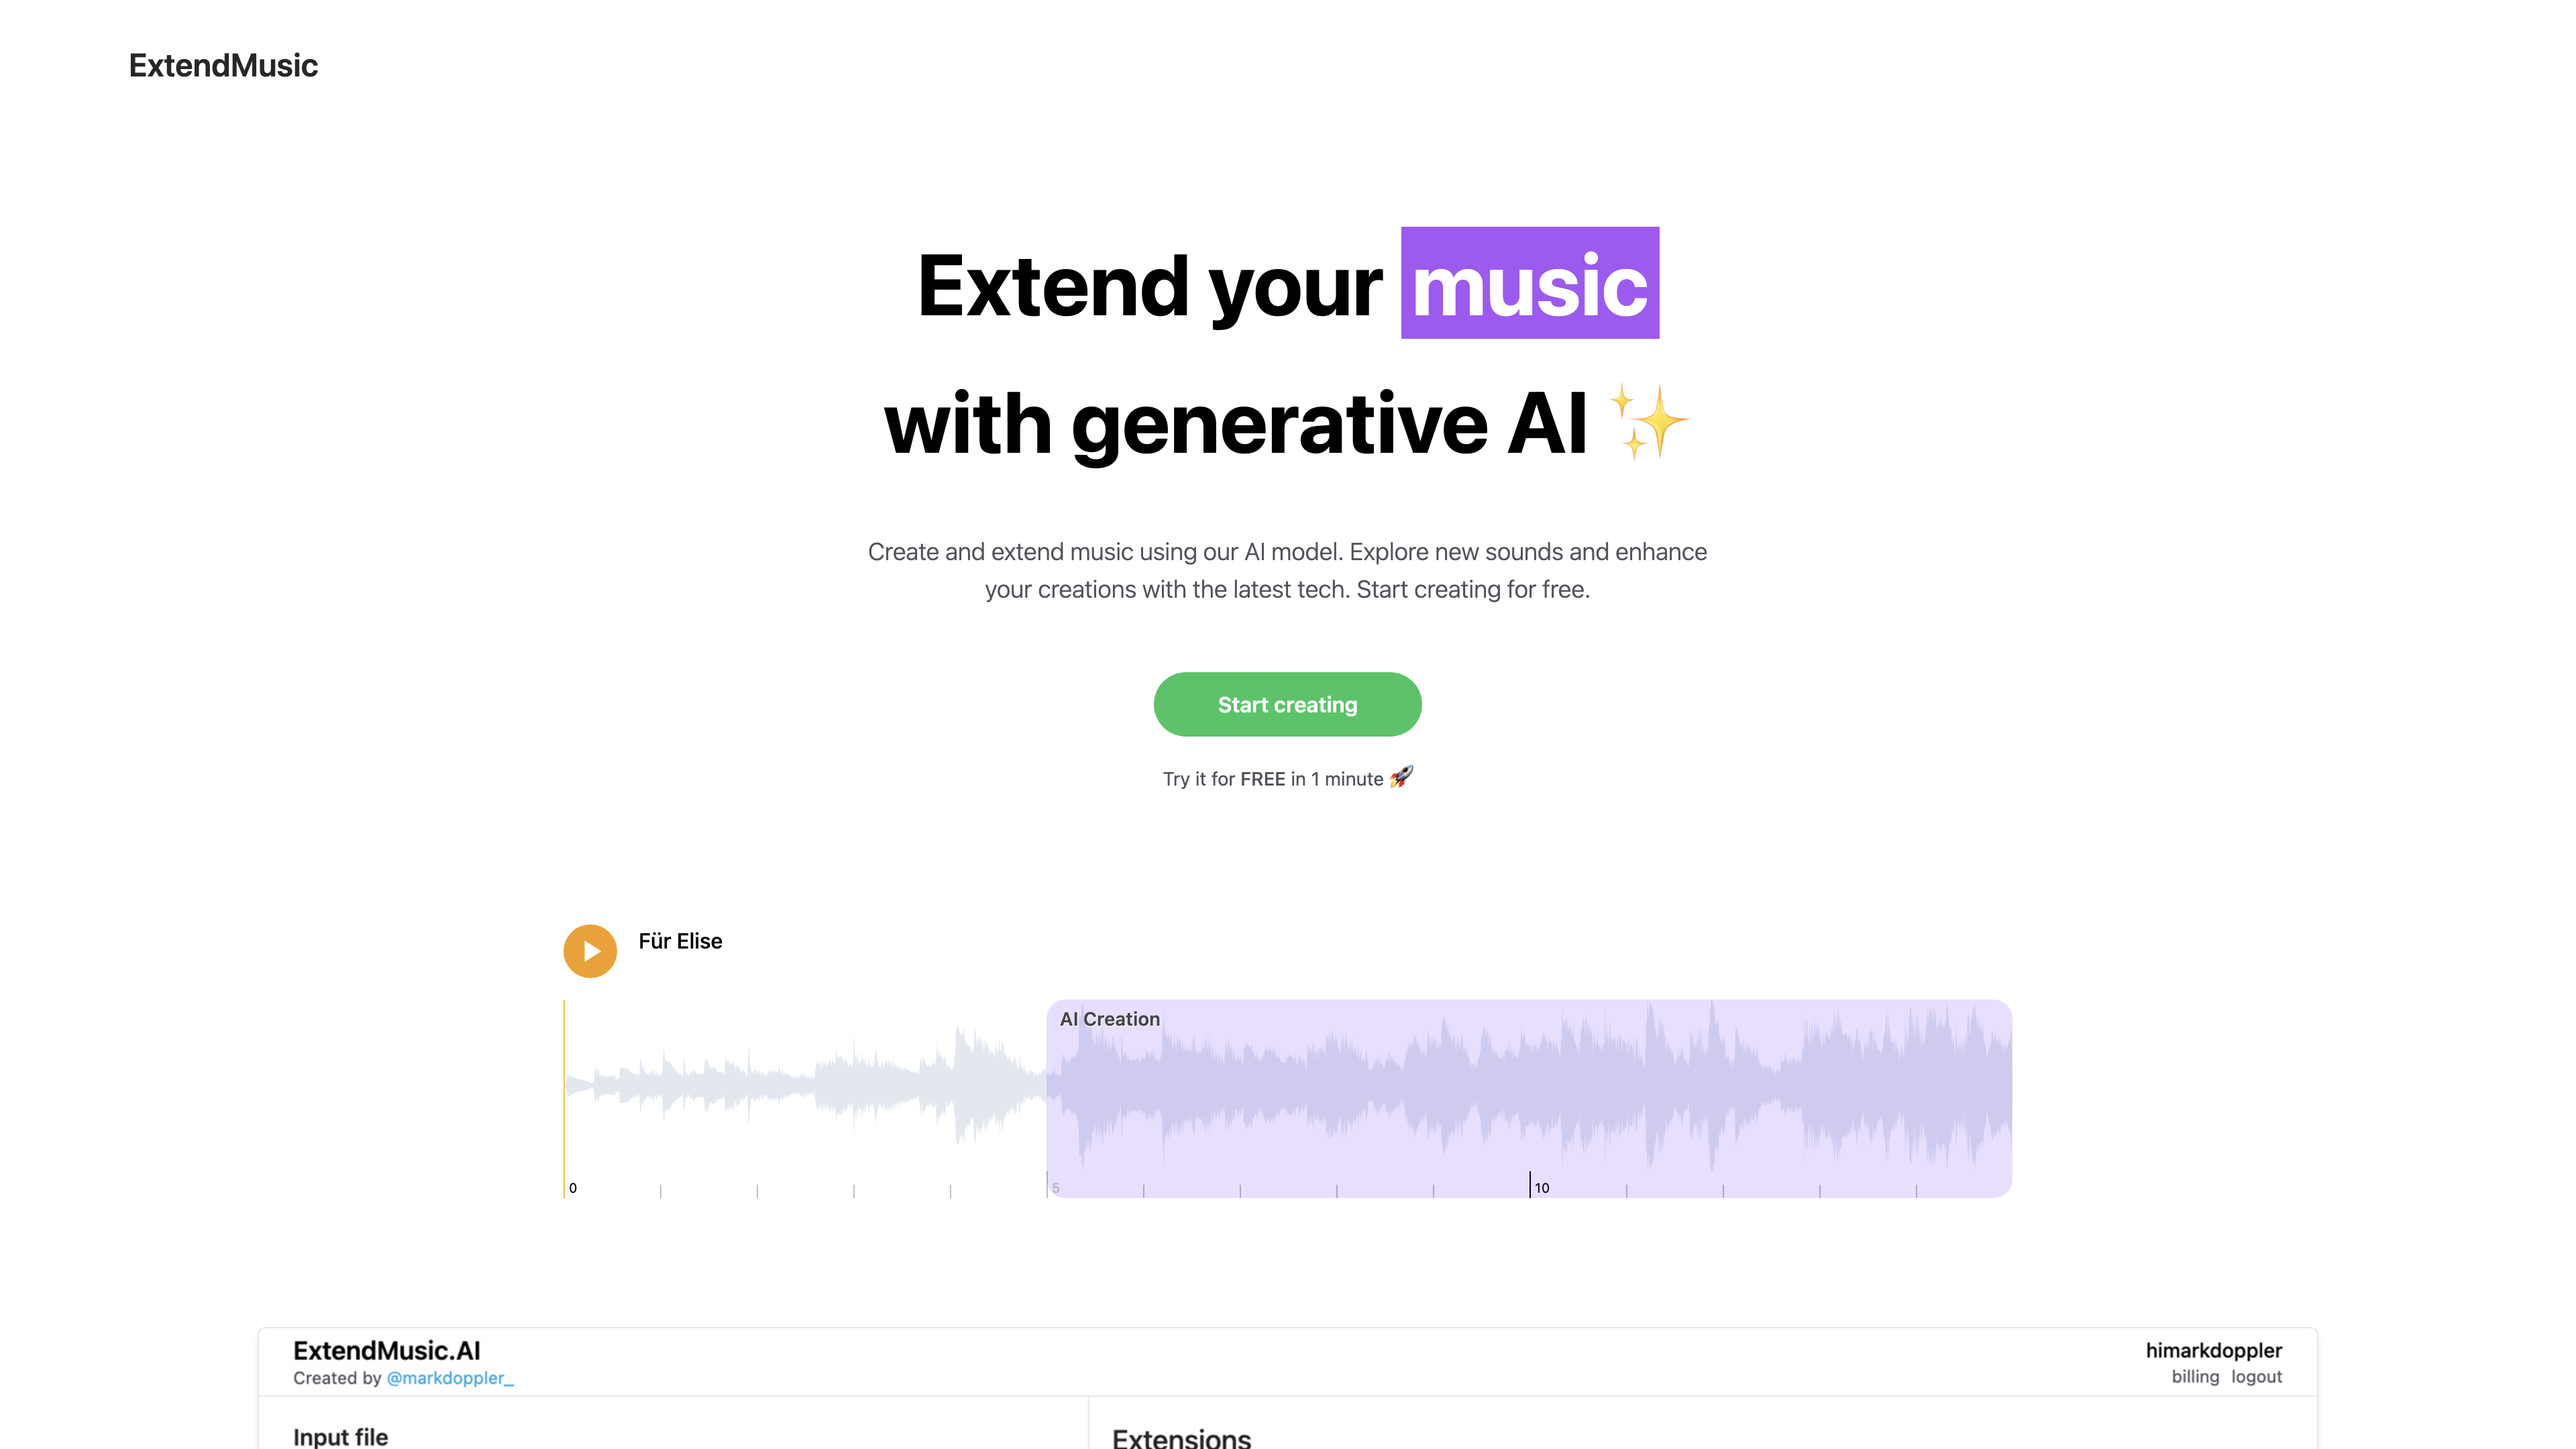 ExtendMusic
Extend your music
with generative AI ✨
Create and extend music using our AI model. Explore new sounds and enhance
your creations with the latest tech. Start creating for free.
Start creating
Try it for FREE in 1 minute 🚀
Für Elise
AI Creation
0
5
10
ExtendMusic.AI
himarkdoppler
Created by @markdoppler_
billing logout
Input file
Extensions